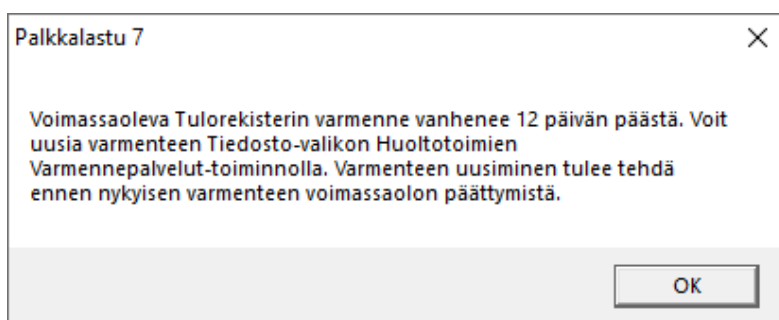 Palkkalastu 7
Voimassaoleva Tulorekisterin varmenne vanhenee 12 päivän päästä. Voit
uusia varmenteen Tiedosto-valikon Huoltotoimien
Varmennepalvelut-toiminnolla. Varmenteen uusiminen tulee tehdä
ennen nykyisen varmenteen voimassaolon päättymistä.
OK